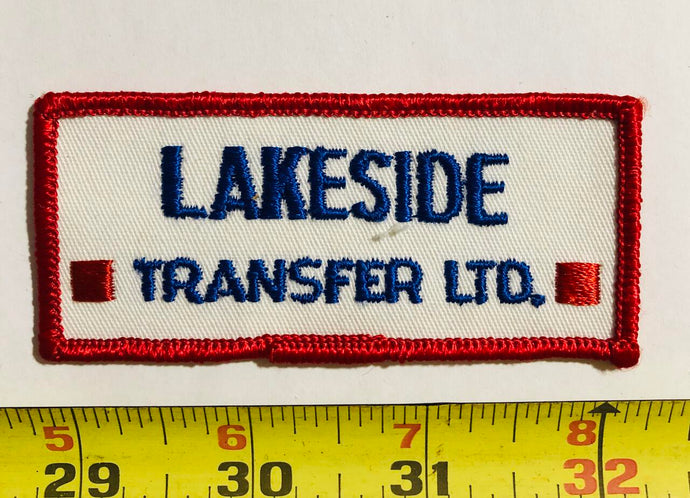 LAKESIDE
TRANSFER LTD.
5 6 7 8
29 30 31 32